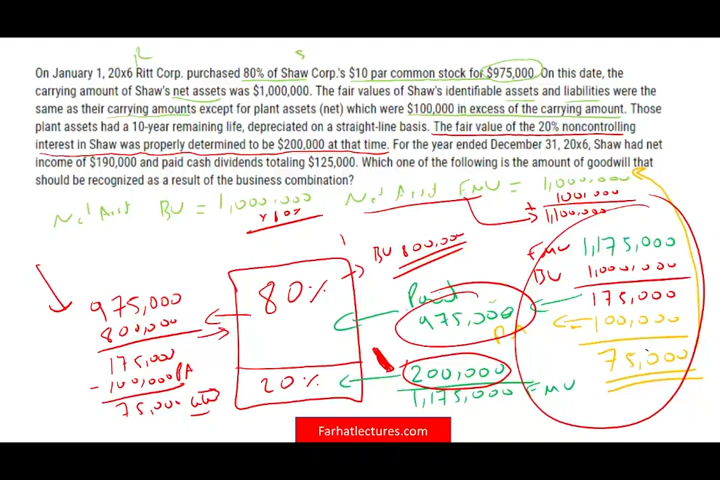 R
S
On January 1, 20x6 Ritt Corp. purchased 80% of Shaw Corp.'s $10 par common stock for $975,000 On this date, the
carrying amount of Shaw's net assets was $1,000,000. The fair values of Shaw's identifiable assets and liabilities were the
same as their carrying amounts except for plant assets (net) which were $100,000 in excess of the carrying amount. Those
plant assets had a 10-year remaining life, depreciated on a straight-line basis. The fair value of the 20% noncontrolling
interest in Shaw was properly determined to be $200,000 at that time. For the year ended December 31, 20x6, Shaw had net
income of $190,000 and paid cash dividends totaling $125,000. Which one of the following is the amount of goodwill that
should be recognized as a result of the business combination?
Net Asset BV = 1,000,000
x 80%
Net Asset FMV = 1,000,000
+ 100,000
1,100,000
BV 800,000
FMV 1,175,000
BV 1,000,000
175,000
PA 100,000
75,000
975,000
800,000
175,000
- 100,000 PA
75,000
80%
20%
Paid
975,000
200,000
1,175,000 FMV
Farhatlectures.com